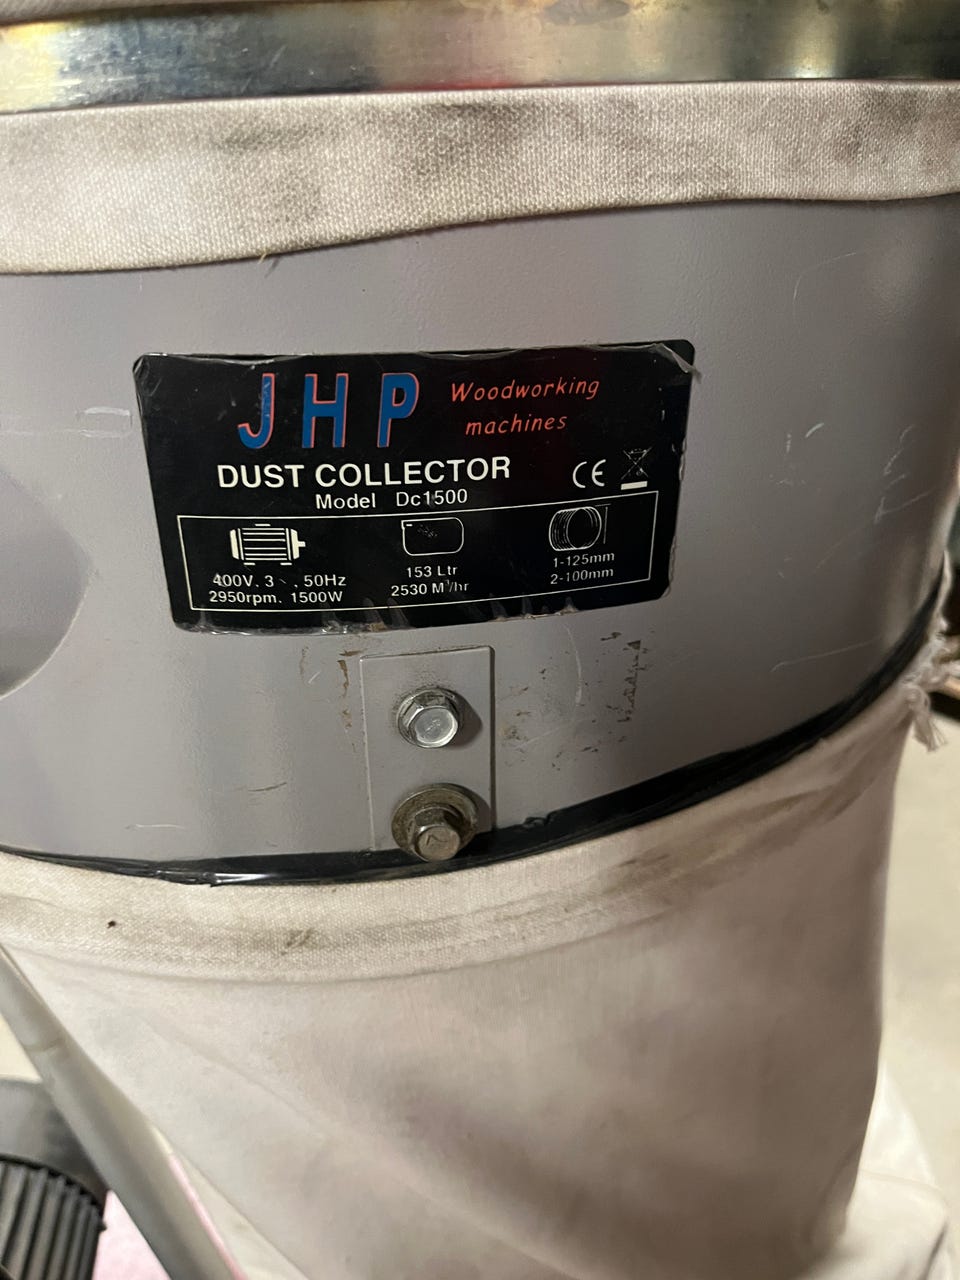 JHP Woodworking
machines
DUST COLLECTOR CE
Model Dc1500
400V. 3~, 50Hz
2950rpm. 1500W
153 Ltr
2530 M³/hr
1-125mm
2-100mm